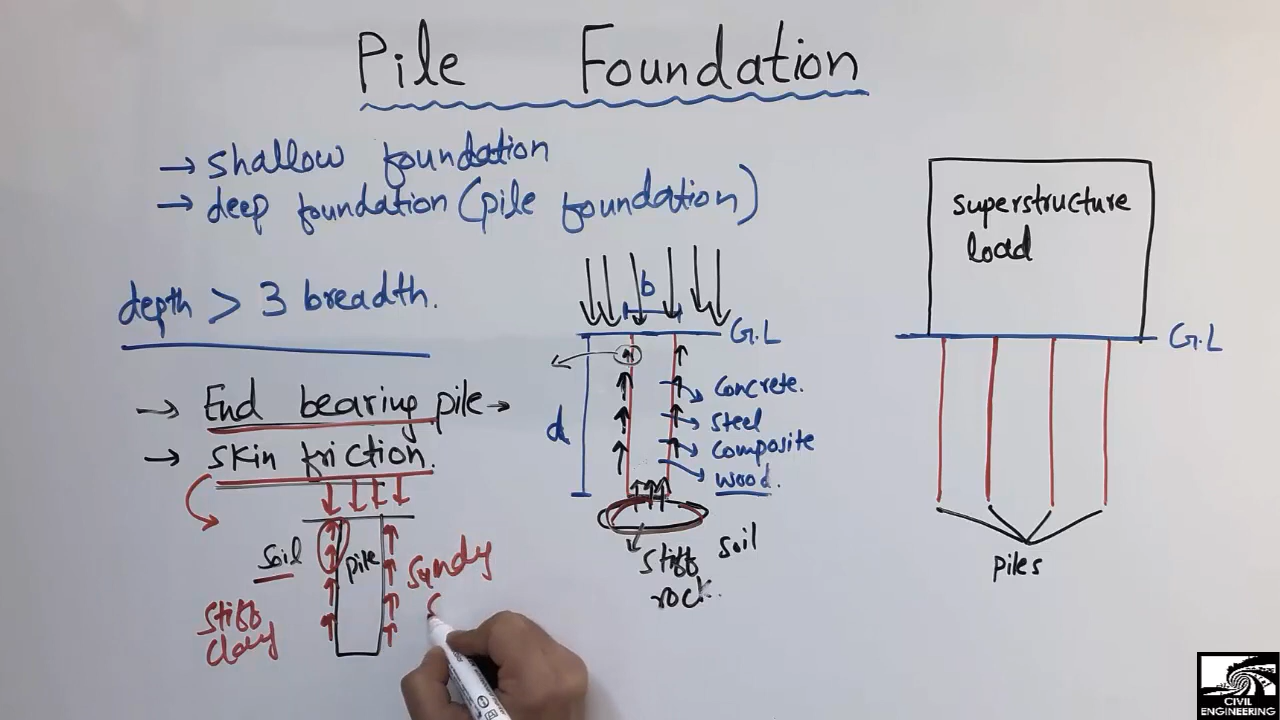 Pile Foundation
→ shallow foundation
→ deep foundation (pile foundation)
depth > 3 breadth.
→ End bearing pile →
→ skin friction.
soil
pile
stiff
clay
sandy
s
b
G.L
d
concrete.
steel
composite
wood.
stiff soil
rock.
superstructure
load
G.L
piles
CIVIL
ENGINEERING